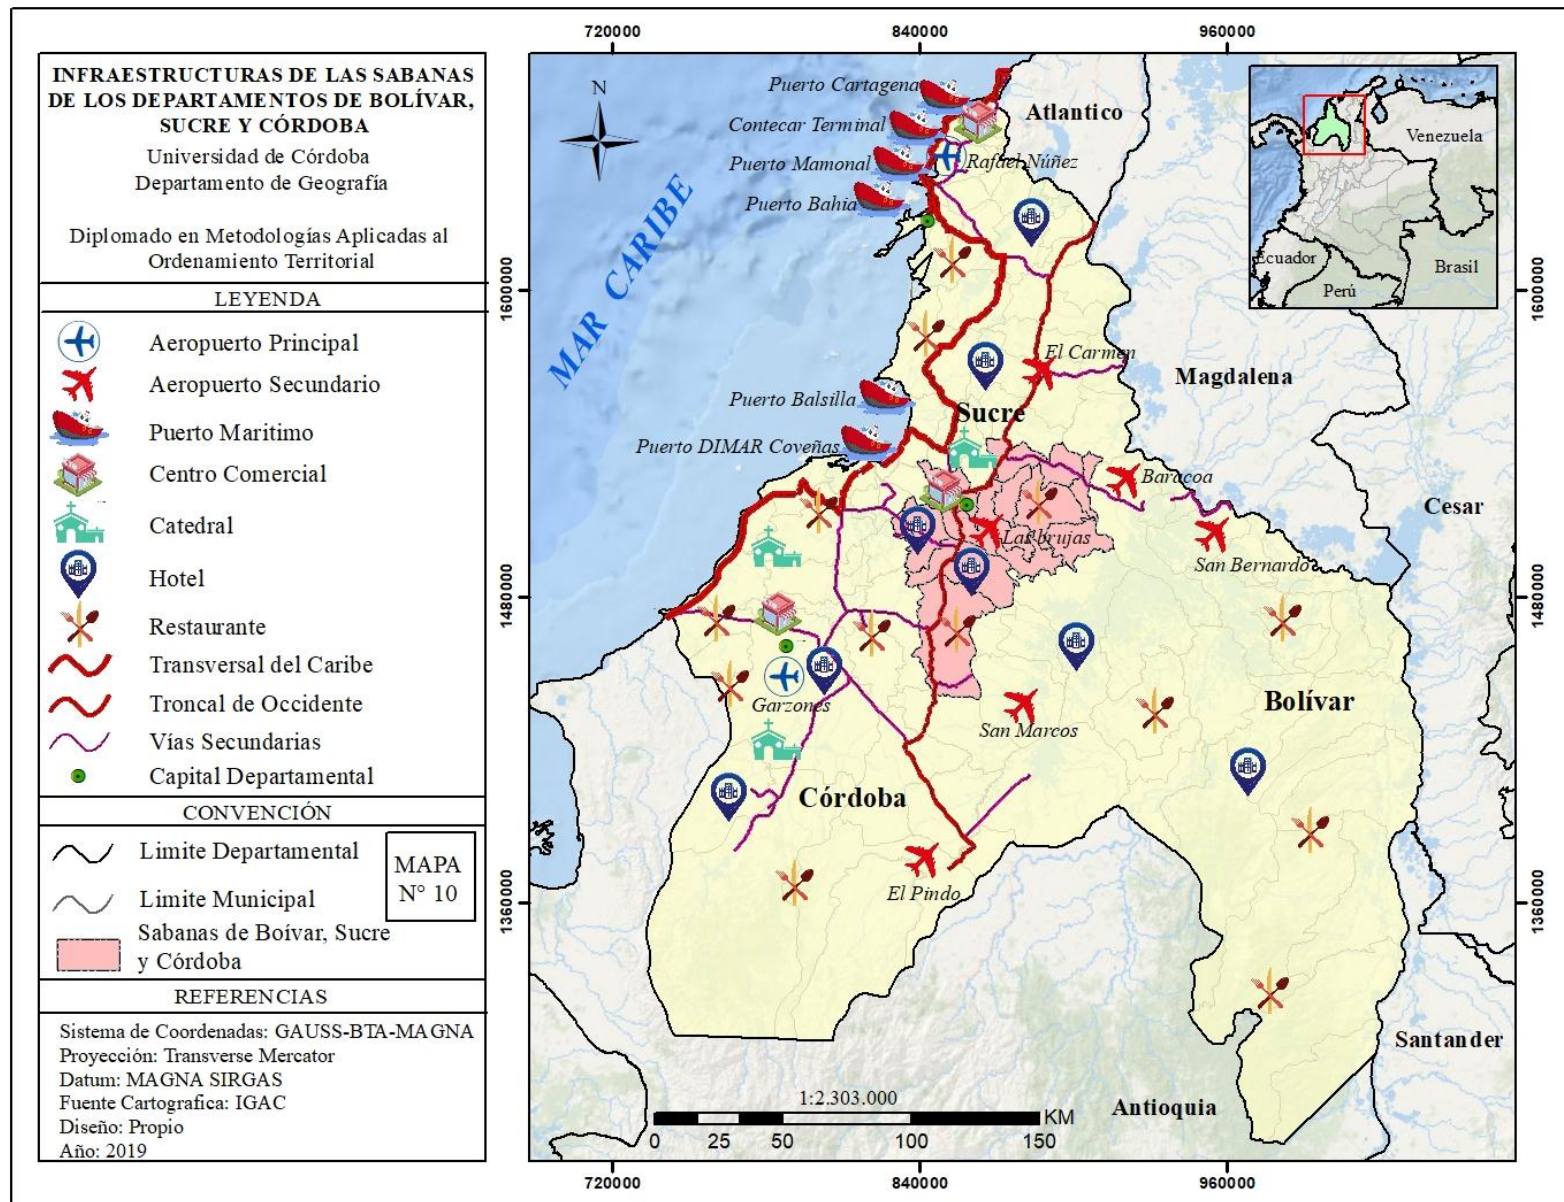 INFRAESTRUCTURAS DE LAS SABANAS
DE LOS DEPARTAMENTOS DE BOLÍVAR,
SUCRE Y CÓRDOBA
Universidad de Córdoba
Departamento de Geografía
Diplomado en Metodologías Aplicadas al
Ordenamiento Territorial
LEYENDA
Aeropuerto Principal
Aeropuerto Secundario
Puerto Maritimo
Centro Comercial
Catedral
Hotel
Restaurante
Transversal del Caribe
Troncal de Occidente
Vías Secundarias
Capital Departamental
CONVENCIÓN
Limite Departamental
Limite Municipal
MAPA
N° 10
Sabanas de Boívar, Sucre
y Córdoba
REFERENCIAS
Sistema de Coordenadas: GAUSS-BTA-MAGNA
Proyección: Transverse Mercator
Datum: MAGNA SIRGAS
Fuente Cartografica: IGAC
Diseño: Propio
Año: 2019
720000
840000
960000
N
MAR CARIBE
Puerto Cartagena
Contecar Terminal
Puerto Mamonal
Puerto Bahía
Atlantico
Rafael Núñez
Venezuela
Ecuador
Perú
Brasil
1600000
1600000
El Carmen
Magdalena
Puerto Balsilla
Sucre
Puerto DIMAR Coveñas
Baracoa
Cesar
Las brujas
San Bernardo
1480000
1480000
Garzones
San Marcos
Bolívar
Córdoba
El Pindo
1360000
1360000
Santander
Antioquia
1:2.303.000
KM
0 25 50 100 150
720000
840000
960000